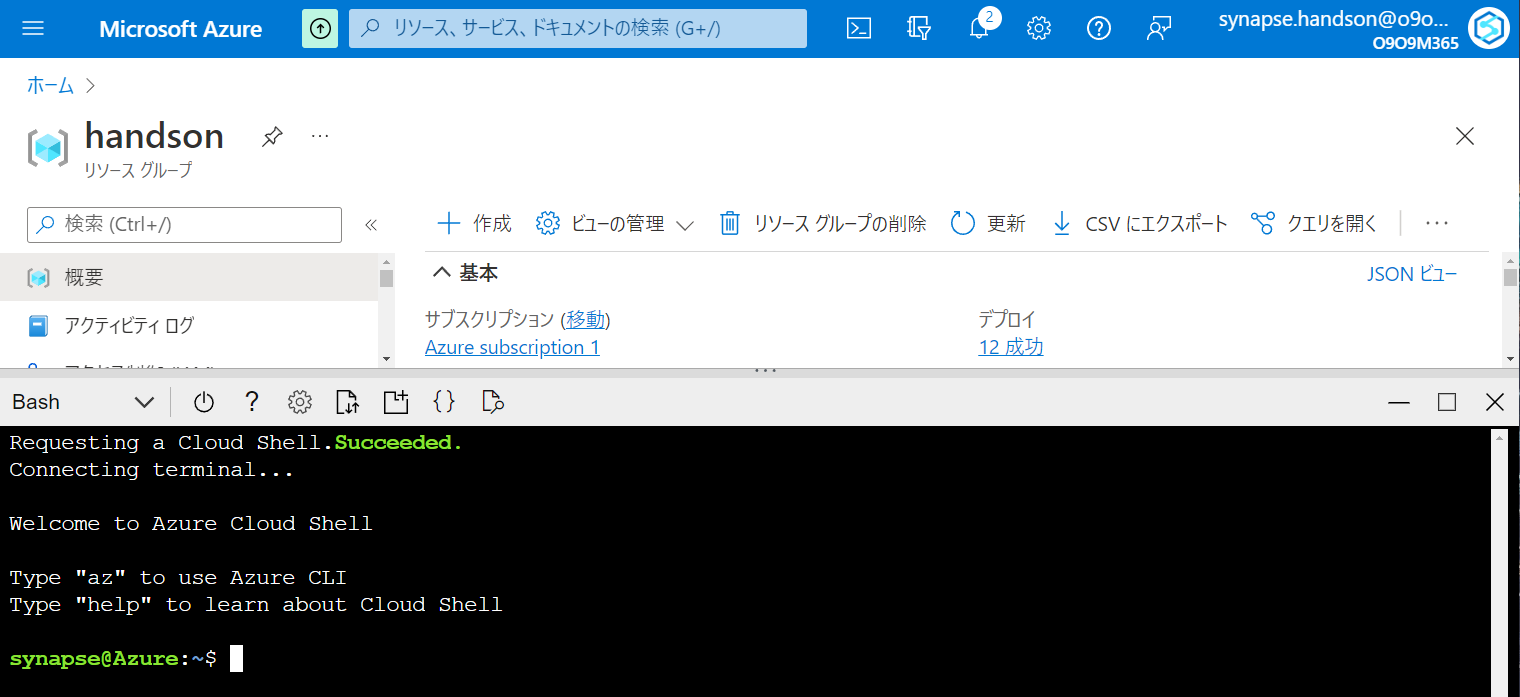 Microsoft Azure
リソース、サービス、ドキュメントの検索 (G+/)
2
synapse.handson@o9o...
O9O9M365
ホーム
handson
...
リソース グループ
検索 (Ctrl+/)
«
作成
ビューの管理
リソース グループの削除
更新
CSV にエクスポート
クエリを開く
...
概要
アクティビティ ログ
基本
JSON ビュー
サブスクリプション (移動)
Azure subscription 1
デプロイ
12 成功
Bash
?
{}
Requesting a Cloud Shell.Succeeded.
Connecting terminal...
Welcome to Azure Cloud Shell
Type "az" to use Azure CLI
Type "help" to learn about Cloud Shell
synapse@Azure:~$